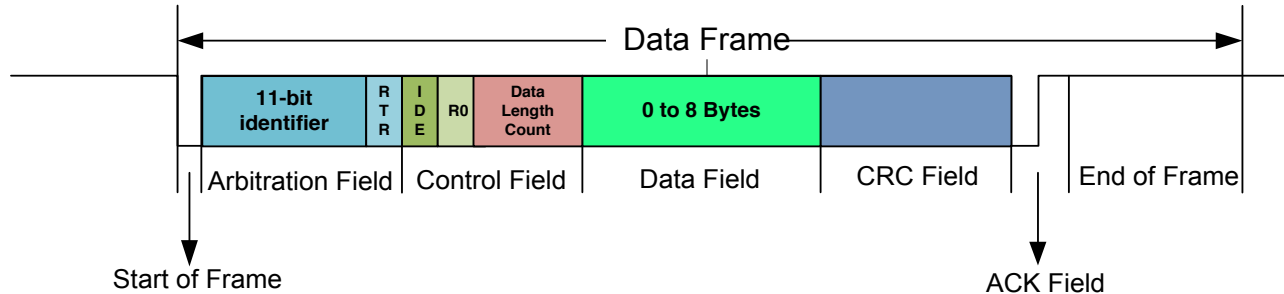 Data Frame
11-bit
identifier
R
T
R
I
D
E
R0
Data
Length
Count
0 to 8 Bytes
Arbitration Field
Control Field
Data Field
CRC Field
End of Frame
Start of Frame
ACK Field